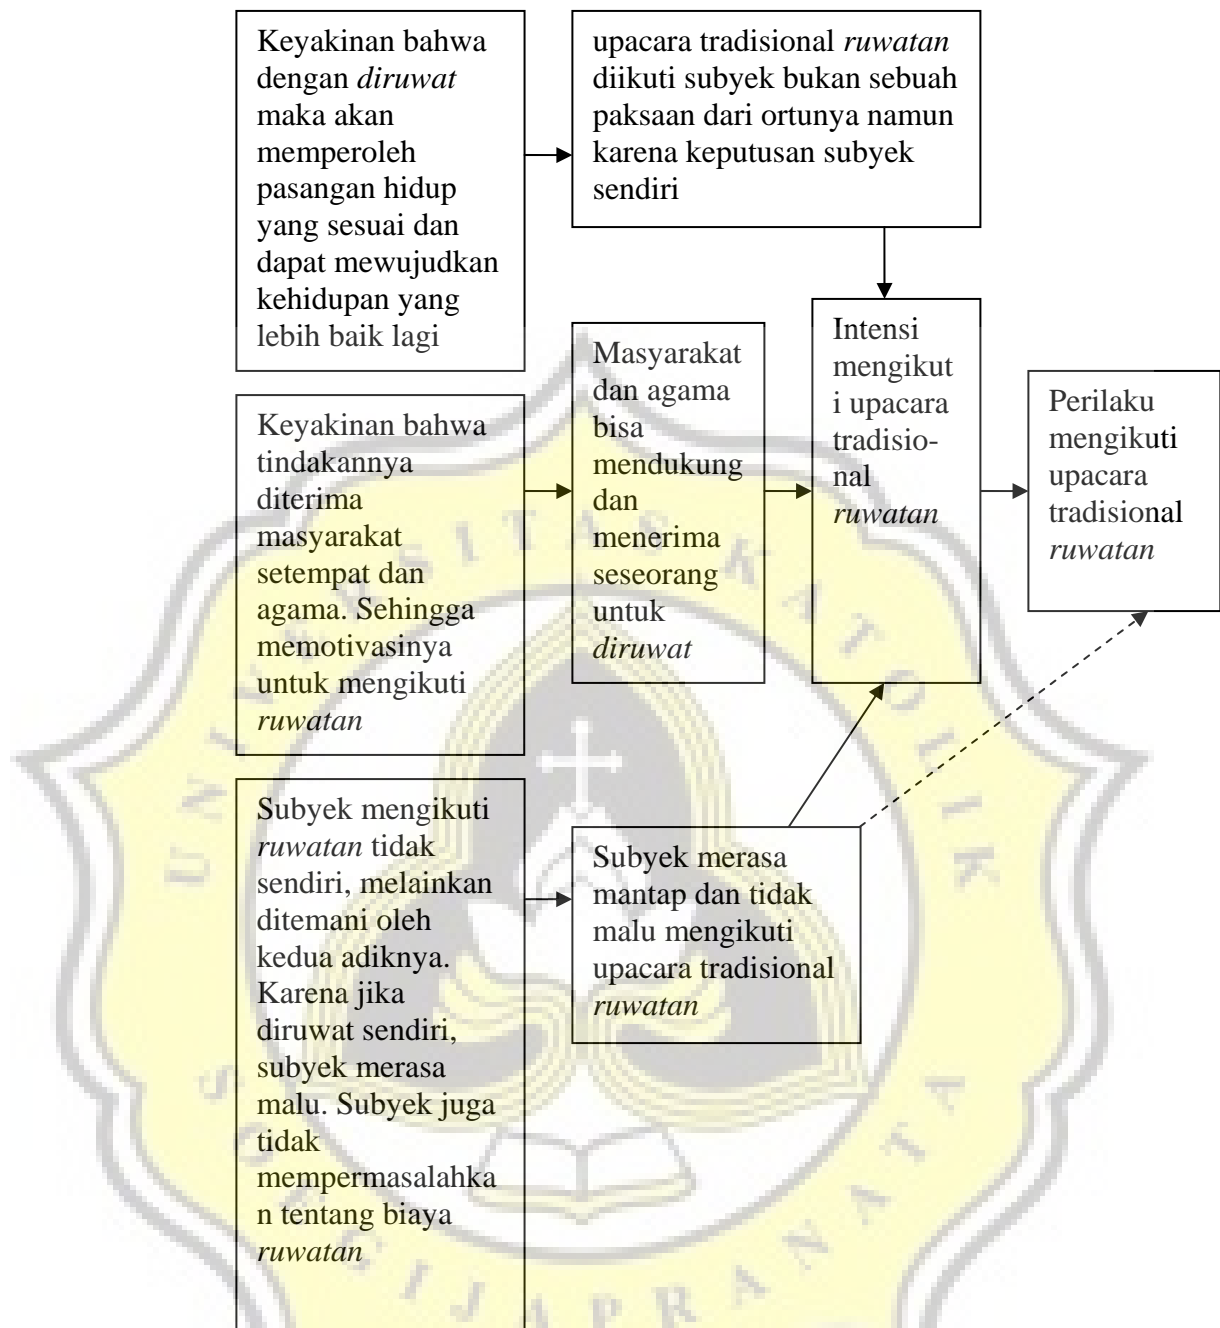 Keyakinan bahwa
dengan diruwat
maka akan
memperoleh
pasangan hidup
yang sesuai dan
dapat mewujudkan
kehidupan yang
lebih baik lagi
upacara tradisional ruwatan
diikuti subyek bukan sebuah
paksaan dari ortunya namun
karena keputusan subyek
sendiri
Keyakinan bahwa
tindakannya
diterima
masyarakat
setempat dan
agama. Sehingga
memotivasinya
untuk mengikuti
ruwatan
Masyarakat
dan agama
bisa
mendukung
dan
menerima
seseorang
untuk
diruwat
Intensi
mengikut
i upacara
tradisio-
nal
ruwatan
Perilaku
mengikuti
upacara
tradisional
ruwatan
Subyek mengikuti
ruwatan tidak
sendiri, melainkan
ditemani oleh
kedua adiknya.
Karena jika
diruwat sendiri,
subyek merasa
malu. Subyek juga
tidak
mempermasalahka
n tentang biaya
ruwatan
Subyek merasa
mantap dan tidak
malu mengikuti
upacara tradisional
ruwatan
UNIVERSITAS KATOLIK
SOEGIJAPRANATA